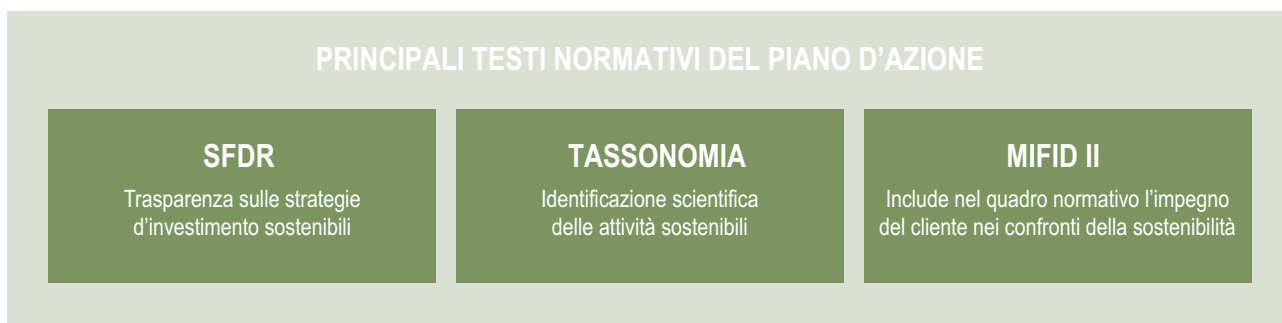 PRINCIPALI TESTI NORMATIVI DEL PIANO D’AZIONE
SFDR
Trasparenza sulle strategie
d’investimento sostenibili
TASSONOMIA
Identificazione scientifica
delle attività sostenibili
MIFID II
Include nel quadro normativo l’impegno
del cliente nei confronti della sostenibilità